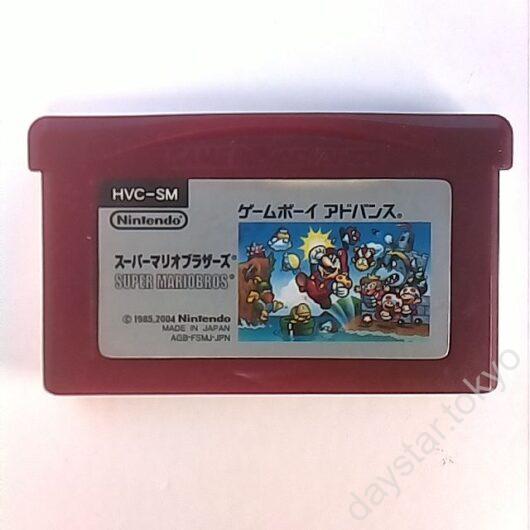 HVC-SM
Nintendo
ゲームボーイ アドバンス®
スーパーマリオブラザーズ®
SUPER MARIOBROS®
© 1985,2004 Nintendo
MADE IN JAPAN
AGB-FSMJ-JPN
daystar.tokyo